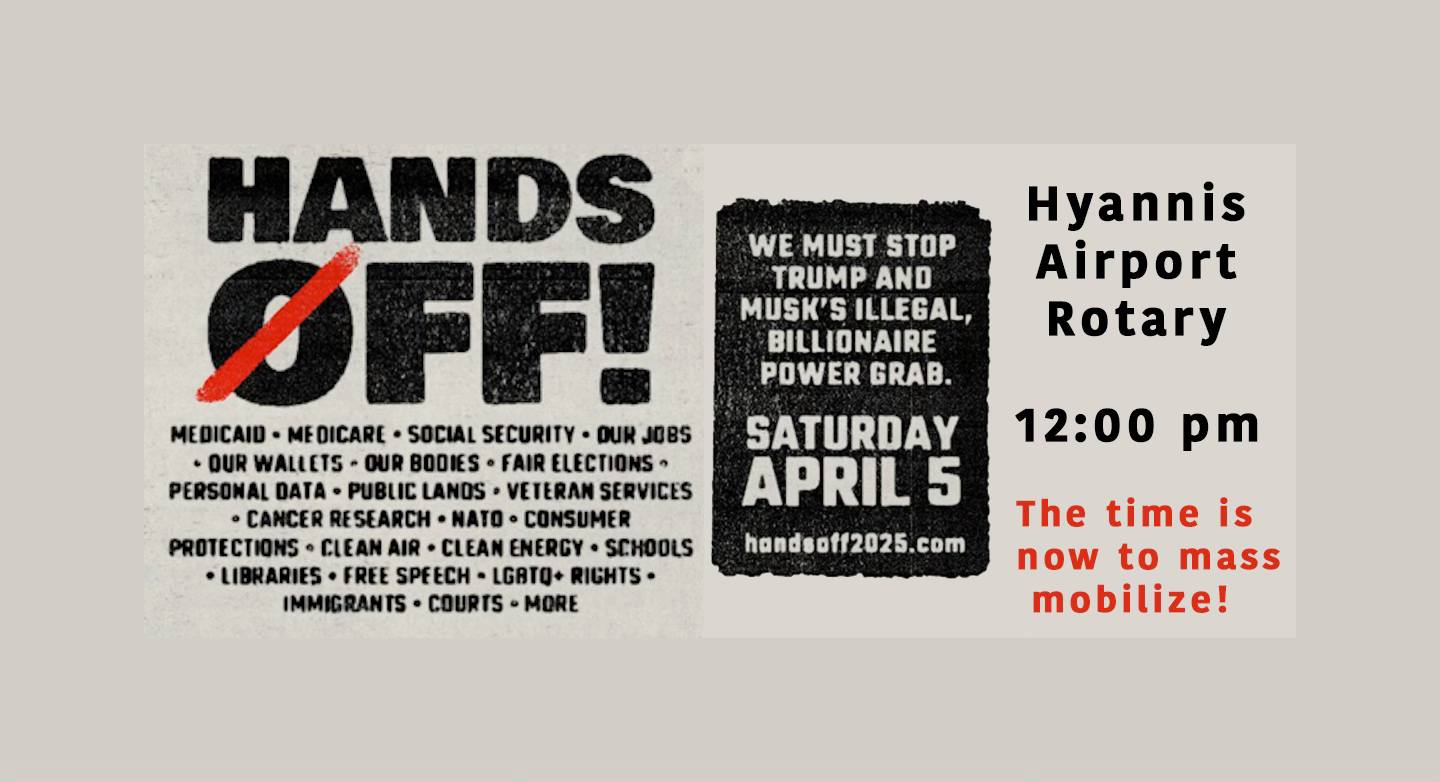 HANDS
OFF!
MEDICAID • MEDICARE • SOCIAL SECURITY • OUR JOBS
• OUR WALLETS • OUR BODIES • FAIR ELECTIONS •
PERSONAL DATA • PUBLIC LANDS • VETERAN SERVICES
• CANCER RESEARCH • NATO • CONSUMER
PROTECTIONS • CLEAN AIR • CLEAN ENERGY • SCHOOLS
• LIBRARIES • FREE SPEECH • LGBTQ+ RIGHTS •
IMMIGRANTS • COURTS • MORE
WE MUST STOP
TRUMP AND
MUSK'S ILLEGAL,
BILLIONAIRE
POWER GRAB.
SATURDAY
APRIL 5
handsoff2025.com
Hyannis
Airport
Rotary
12:00 pm
The time is
now to mass
mobilize!